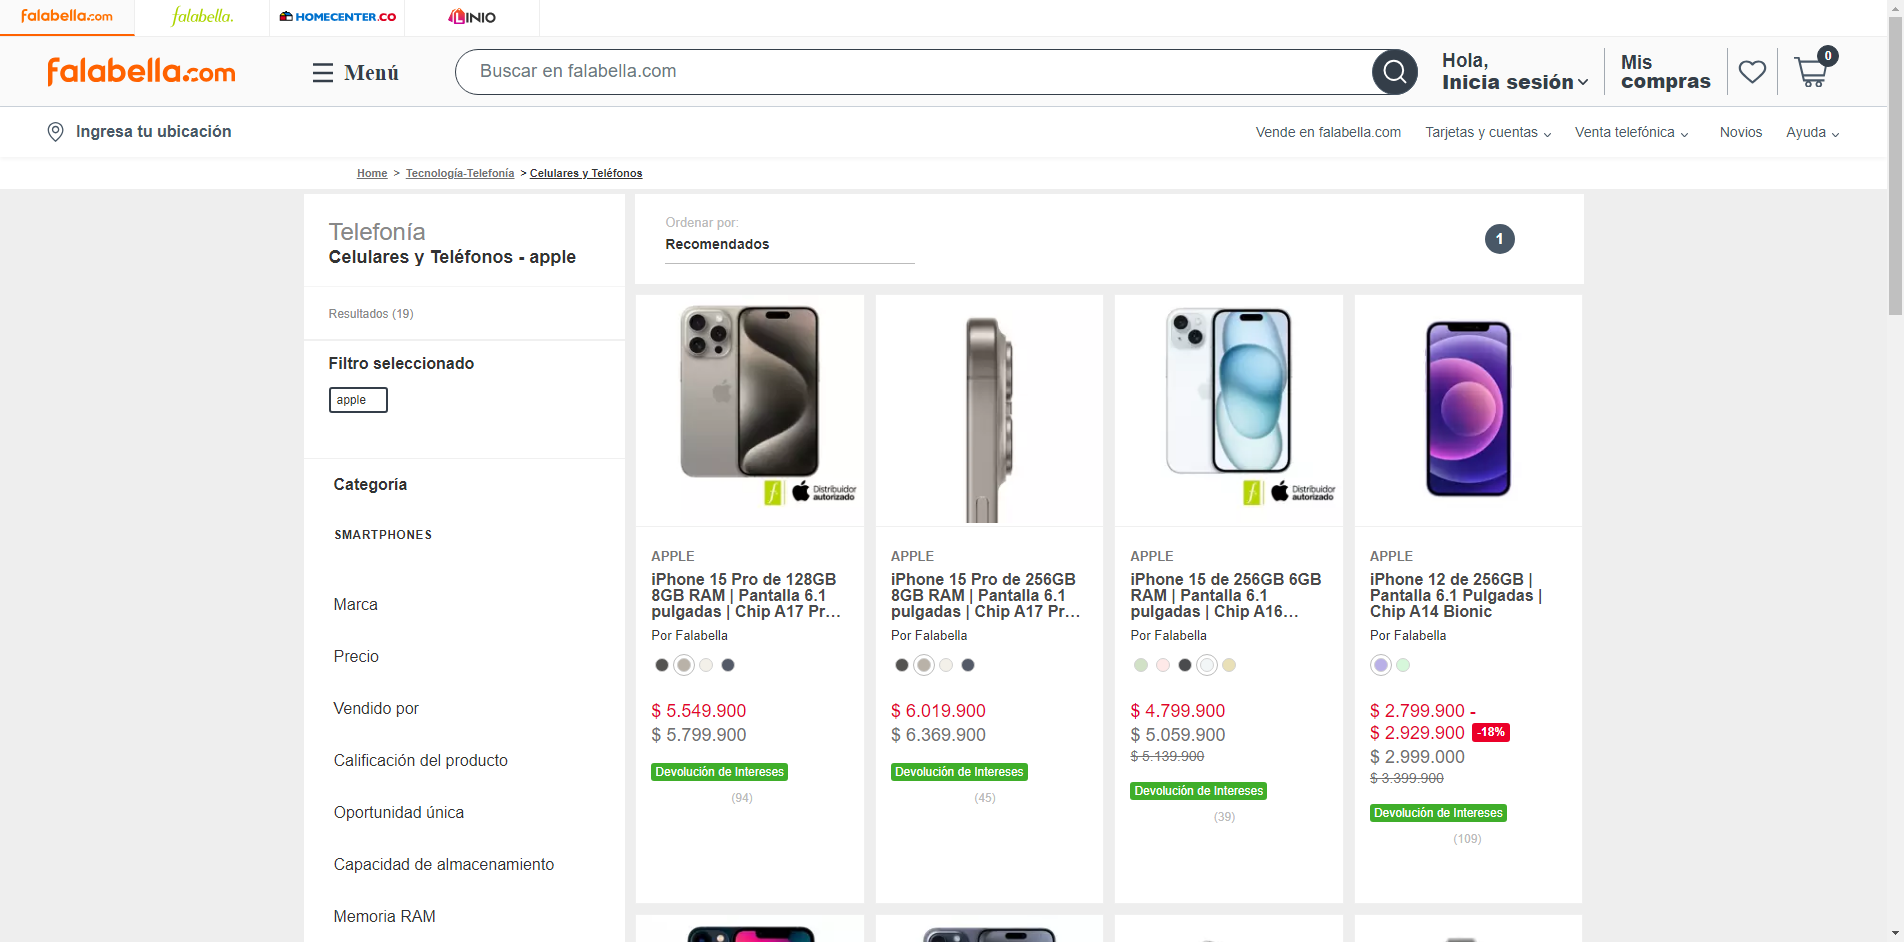 falabella.com
falabella.
HOMECENTER.CO
LINIO
falabella.com
Menú
Buscar en falabella.com
Hola,
Inicia sesión
Mis
compras
0
Ingresa tu ubicación
Vende en falabella.com
Tarjetas y cuentas
Venta telefónica
Novios
Ayuda
Home > Tecnología-Telefonía > Celulares y Teléfonos
Telefonía
Celulares y Teléfonos - apple
Resultados (19)
Filtro seleccionado
apple
Categoría
SMARTPHONES
Marca
Precio
Vendido por
Calificación del producto
Oportunidad única
Capacidad de almacenamiento
Memoria RAM
Ordenar por:
Recomendados
1
f
Distribuidor
autorizado
APPLE
iPhone 15 Pro de 128GB
8GB RAM | Pantalla 6.1
pulgadas | Chip A17 Pr...
Por Falabella
$ 5.549.900
$ 5.799.900
Devolución de Intereses
(94)
APPLE
iPhone 15 Pro de 256GB
8GB RAM | Pantalla 6.1
pulgadas | Chip A17 Pr...
Por Falabella
$ 6.019.900
$ 6.369.900
Devolución de Intereses
(45)
f
Distribuidor
autorizado
APPLE
iPhone 15 de 256GB 6GB
RAM | Pantalla 6.1
pulgadas | Chip A16...
Por Falabella
$ 4.799.900
$ 5.059.900
$ 5.139.900
Devolución de Intereses
(39)
APPLE
iPhone 12 de 256GB |
Pantalla 6.1 Pulgadas |
Chip A14 Bionic
Por Falabella
$ 2.799.900 -
$ 2.929.900 -18%
$ 2.999.000
$ 3.399.900
Devolución de Intereses
(109)